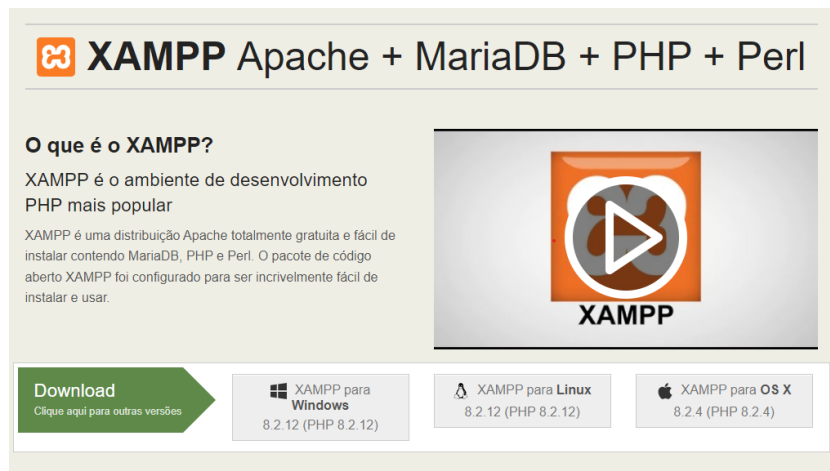 XAMPP Apache + MariaDB + PHP + Perl
O que é o XAMPP?
XAMPP é o ambiente de desenvolvimento
PHP mais popular
XAMPP é uma distribuição Apache totalmente gratuita e fácil de
instalar contendo MariaDB, PHP e Perl. O pacote de código
aberto XAMPP foi configurado para ser incrivelmente fácil de
instalar e usar.
XAMPP
Download
Clique aqui para outras versões
XAMPP para
Windows
8.2.12 (PHP 8.2.12)
XAMPP para Linux
8.2.12 (PHP 8.2.12)
XAMPP para OS X
8.2.4 (PHP 8.2.4)